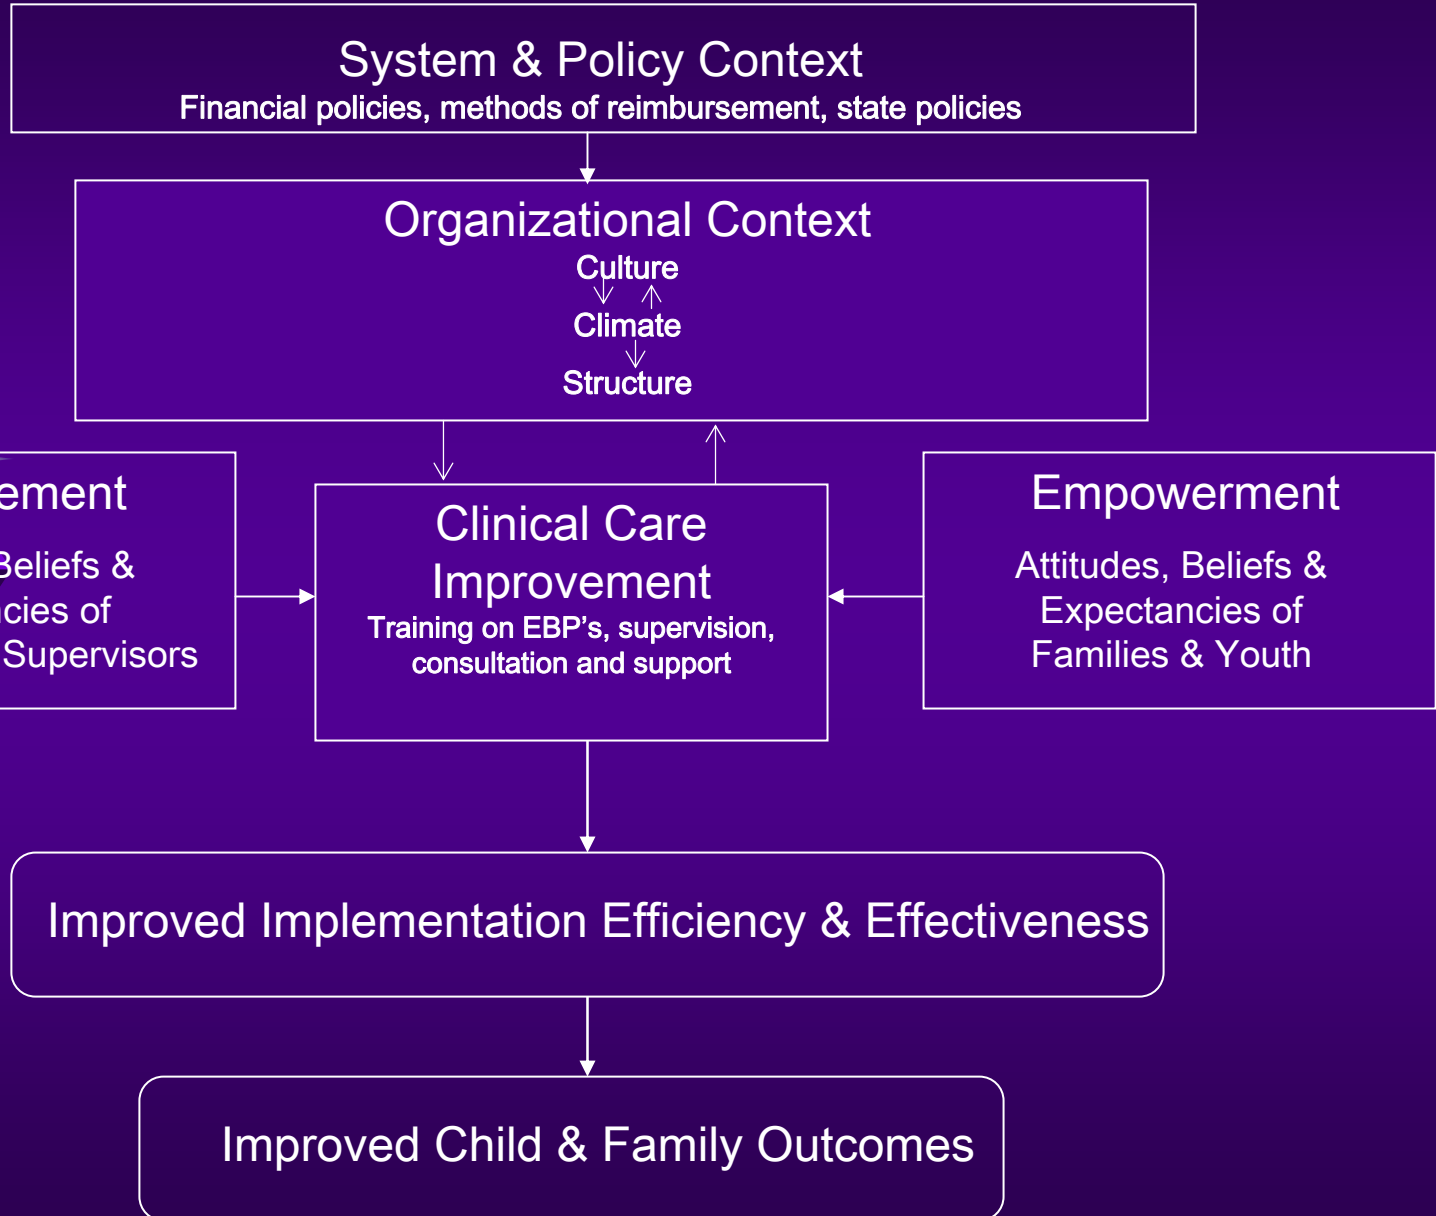 System & Policy Context
Financial policies, methods of reimbursement, state policies
Organizational Context
Culture
Climate
Structure
ement
Beliefs &
cies of
Supervisors
Clinical Care
Improvement
Training on EBP's, supervision,
consultation and support
Empowerment
Attitudes, Beliefs &
Expectancies of
Families & Youth
Improved Implementation Efficiency & Effectiveness
Improved Child & Family Outcomes